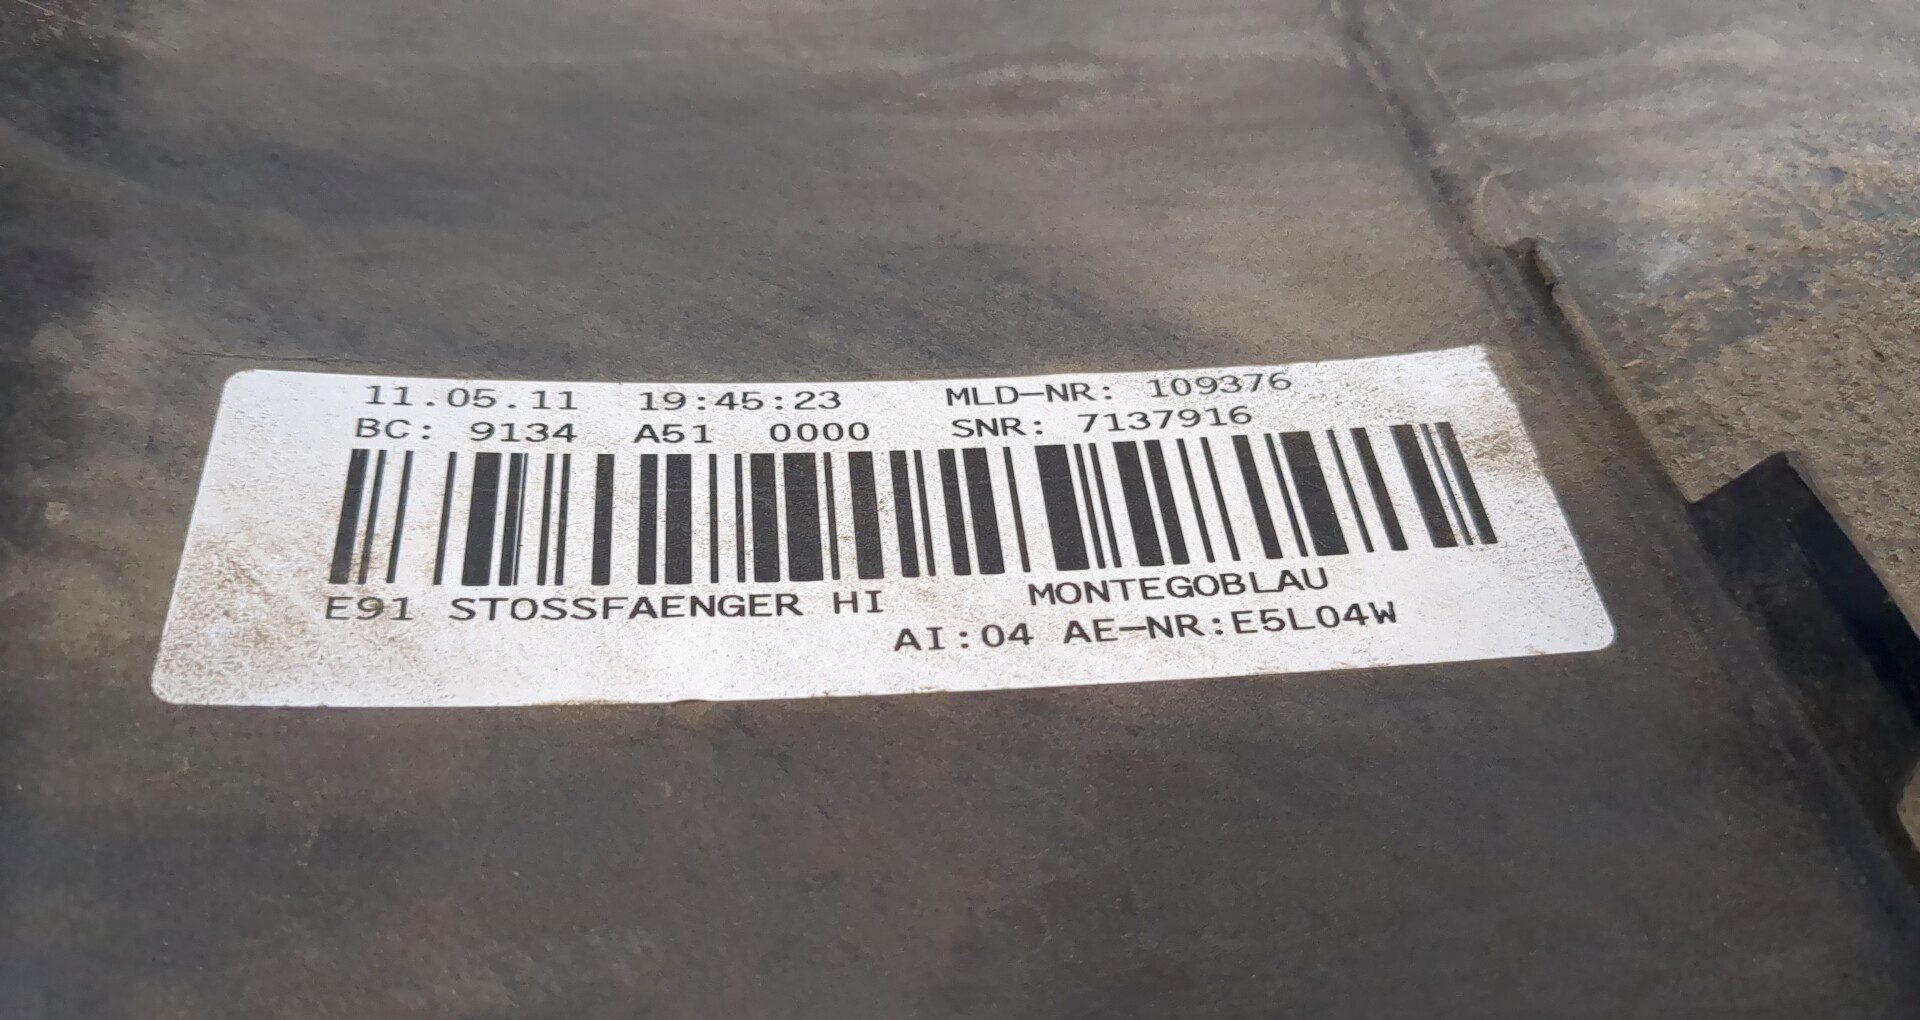 11.05.11 19:45:23 MLD-NR: 109376
BC: 9134 A51 0000 SNR: 7137916
E91 STOSSFAENGER HI MONTEGOBLAU
AI:04 AE-NR:E5L04W